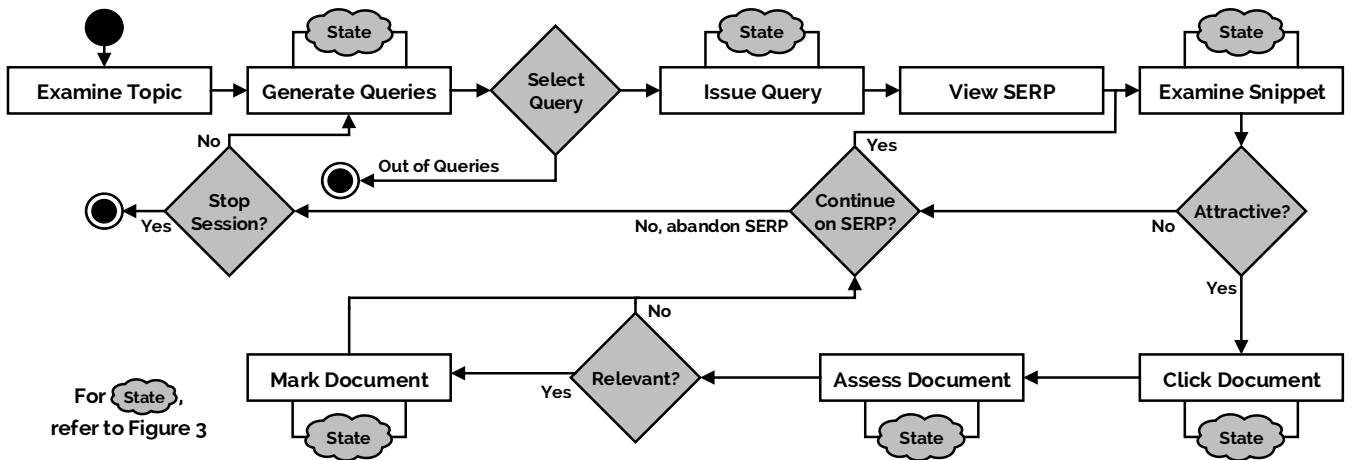 State
State
State
Examine Topic
Generate Queries
Select
Query
Issue Query
View SERP
Examine Snippet
No
Out of Queries
Yes
Stop
Session?
Yes
No, abandon SERP
Continue
on SERP?
No
Attractive?
Yes
No
Mark Document
Yes
Relevant?
Assess Document
Click Document
For State,
refer to Figure 3
State
State
State